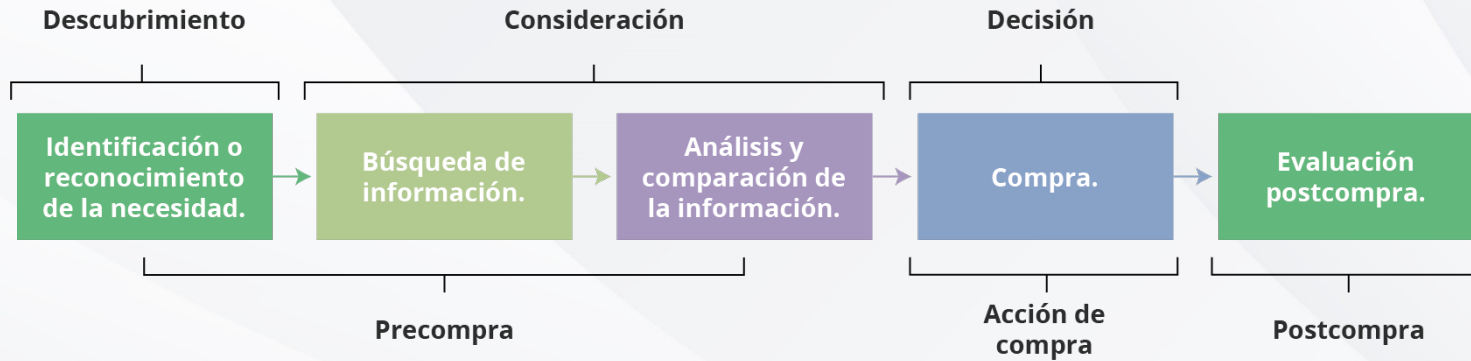 Descubrimiento
Consideración
Decisión
Identificación o
reconocimiento
de la necesidad.
Búsqueda de
información.
Análisis y
comparación de
la información.
Compra.
Evaluación
postcompra.
Precompra
Acción de
compra
Postcompra